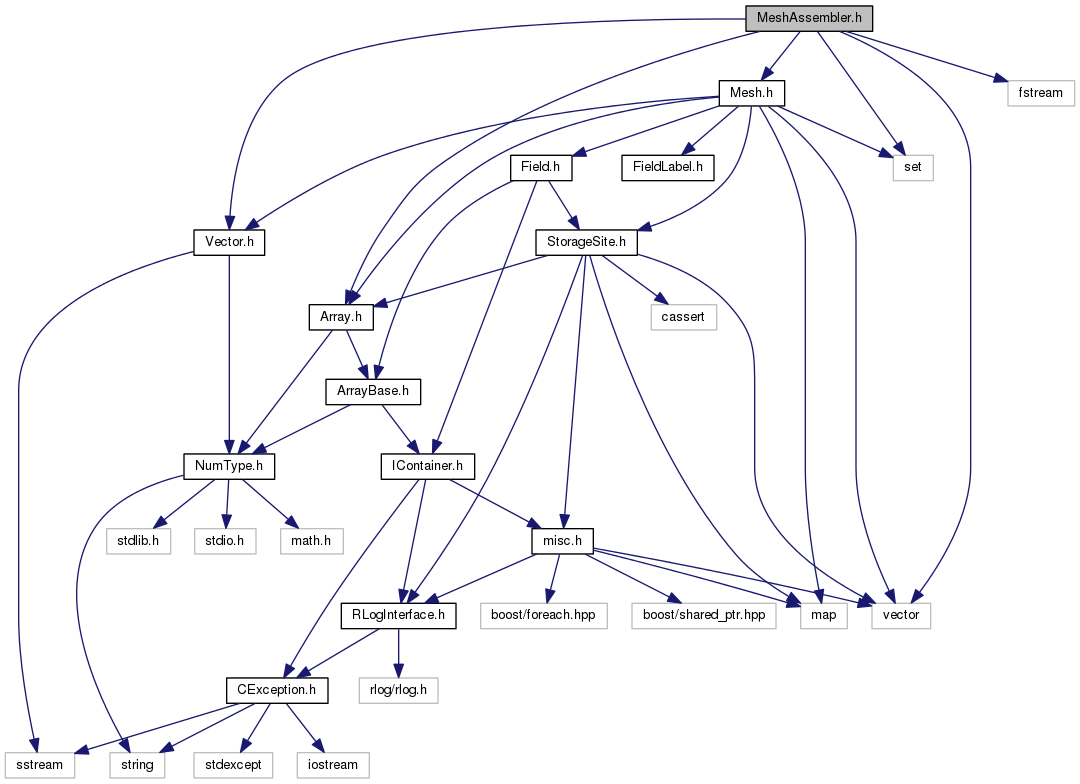 MeshAssembler.h
Mesh.h
fstream
Field.h
FieldLabel.h
set
Vector.h
StorageSite.h
Array.h
cassert
ArrayBase.h
NumType.h
IContainer.h
stdlib.h
stdio.h
math.h
misc.h
RLogInterface.h
boost/foreach.hpp
boost/shared_ptr.hpp
map
vector
CException.h
rlog/rlog.h
sstream
string
stdexcept
iostream